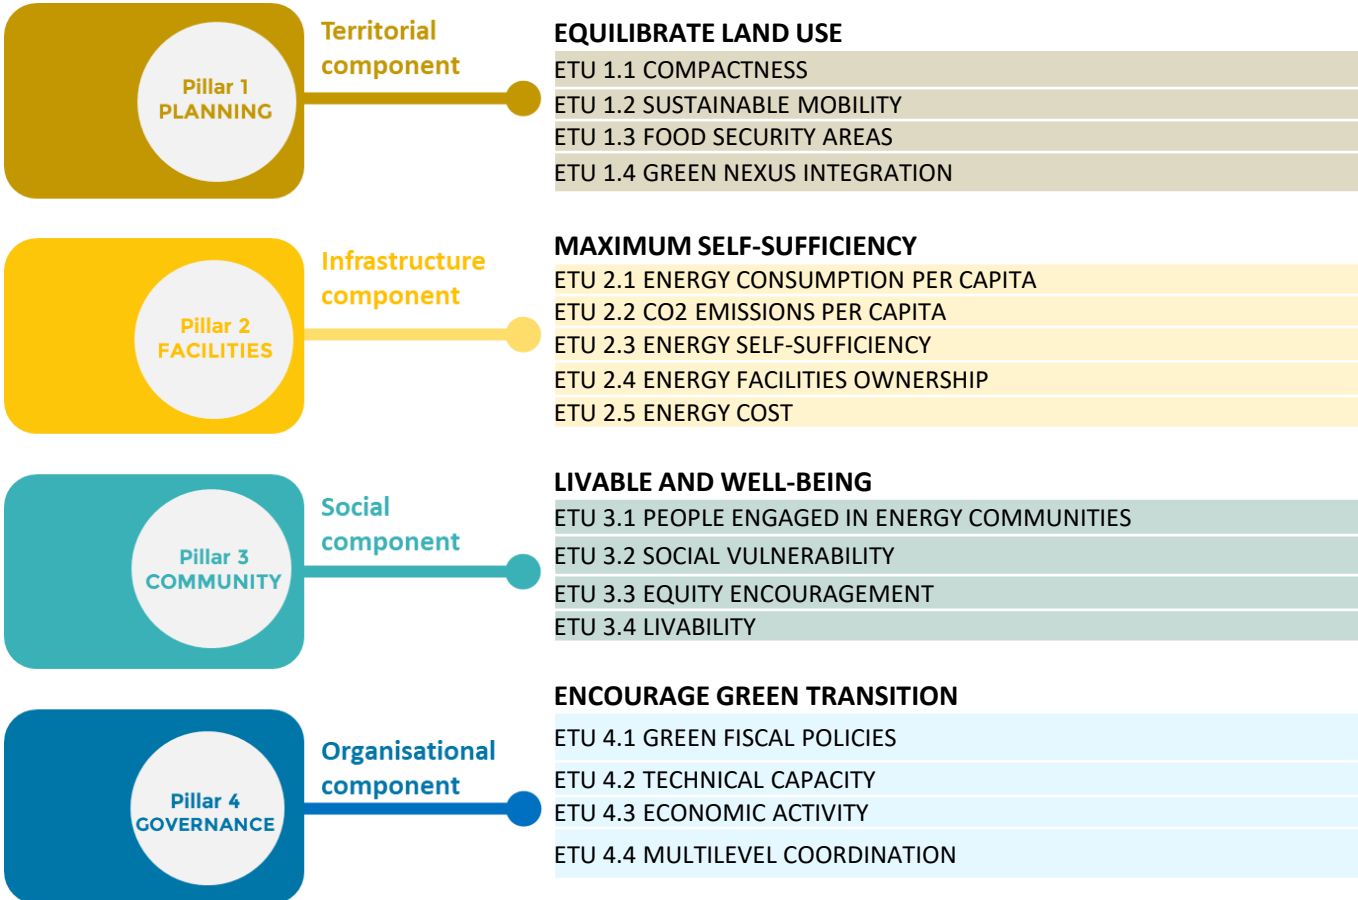 Pillar 1
PLANNING
Territorial
component
EQUILIBRATE LAND USE
ETU 1.1 COMPACTNESS
ETU 1.2 SUSTAINABLE MOBILITY
ETU 1.3 FOOD SECURITY AREAS
ETU 1.4 GREEN NEXUS INTEGRATION
Pillar 2
FACILITIES
Infrastructure
component
MAXIMUM SELF-SUFFICIENCY
ETU 2.1 ENERGY CONSUMPTION PER CAPITA
ETU 2.2 CO2 EMISSIONS PER CAPITA
ETU 2.3 ENERGY SELF-SUFFICIENCY
ETU 2.4 ENERGY FACILITIES OWNERSHIP
ETU 2.5 ENERGY COST
Pillar 3
COMMUNITY
Social
component
LIVABLE AND WELL-BEING
ETU 3.1 PEOPLE ENGAGED IN ENERGY COMMUNITIES
ETU 3.2 SOCIAL VULNERABILITY
ETU 3.3 EQUITY ENCOURAGEMENT
ETU 3.4 LIVABILITY
Pillar 4
GOVERNANCE
Organisational
component
ENCOURAGE GREEN TRANSITION
ETU 4.1 GREEN FISCAL POLICIES
ETU 4.2 TECHNICAL CAPACITY
ETU 4.3 ECONOMIC ACTIVITY
ETU 4.4 MULTILEVEL COORDINATION